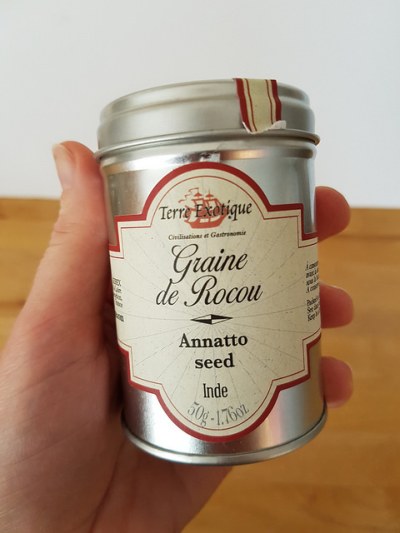 Terre Exotique
Civilisations et Gastronomie
Graine
de Rocou
Annatto
seed
Inde
50g - 1.76oz